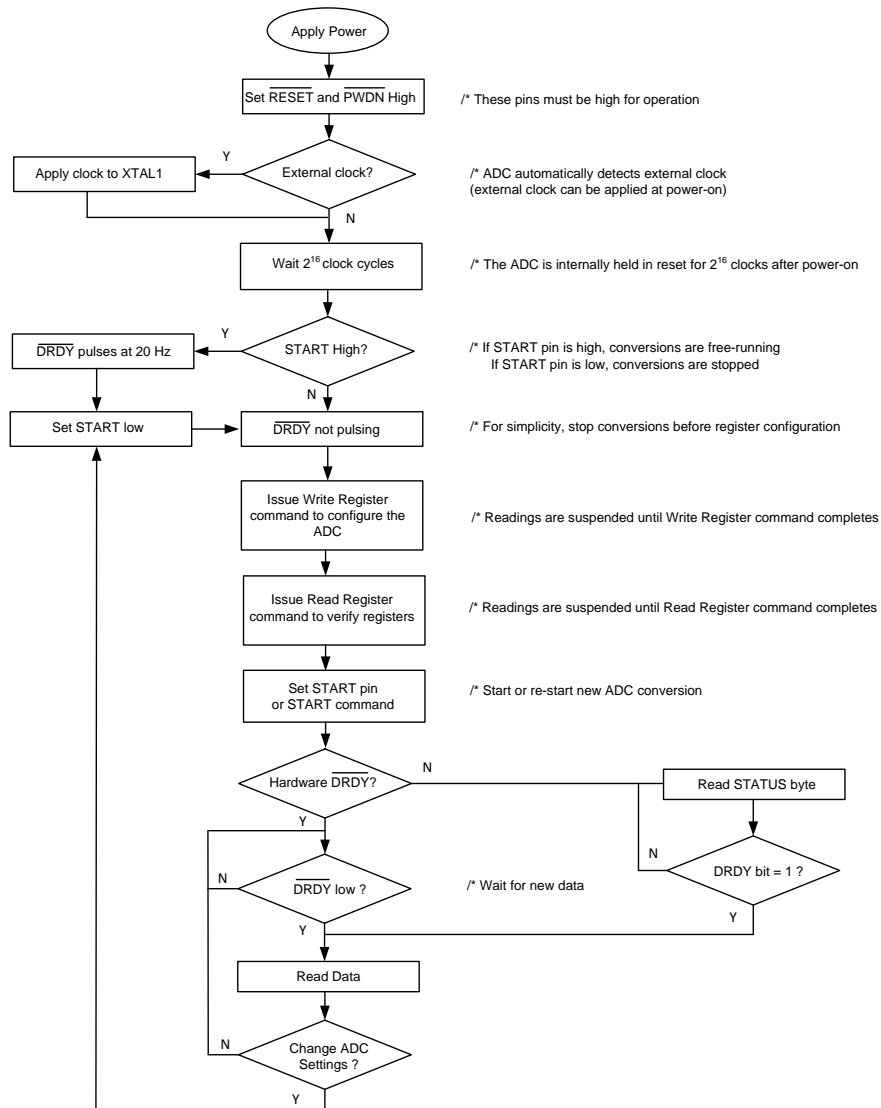 Apply Power
Set RESET and PWDN High
/* These pins must be high for operation
Y
External clock?
Apply clock to XTAL1
/* ADC automatically detects external clock
(external clock can be applied at power-on)
N
Wait 2¹⁶ clock cycles
/* The ADC is internally held in reset for 2¹⁶ clocks after power-on
Y
DRDY pulses at 20 Hz
START High?
/* If START pin is high, conversions are free-running
If START pin is low, conversions are stopped
N
Set START low
DRDY not pulsing
/* For simplicity, stop conversions before register configuration
Issue Write Register
command to configure the
ADC
/* Readings are suspended until Write Register command completes
Issue Read Register
command to verify registers
/* Readings are suspended until Read Register command completes
Set START pin
or START command
/* Start or re-start new ADC conversion
Hardware DRDY?
N
Read STATUS byte
Y
N
DRDY low ?
/* Wait for new data
N
DRDY bit = 1 ?
Y
Y
Read Data
N
Change ADC
Settings ?
Y